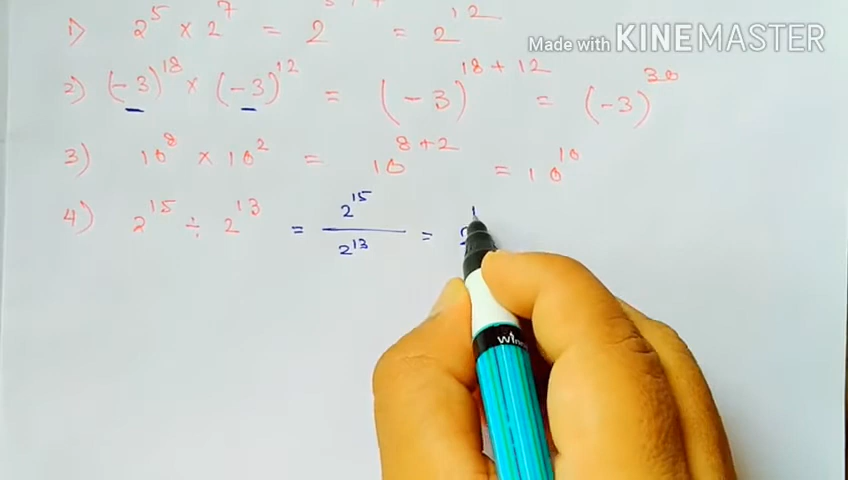 Made with KINEMASTER
1) 2^5 × 2^7 = 2 = 2^12
2) (-3)^18 × (-3)^12 = (-3)^18+12 = (-3)^30
3) 10^8 × 10^2 = 10^8+2 = 10^10
4) 2^15 ÷ 2^13 = 2^15/2^13 =